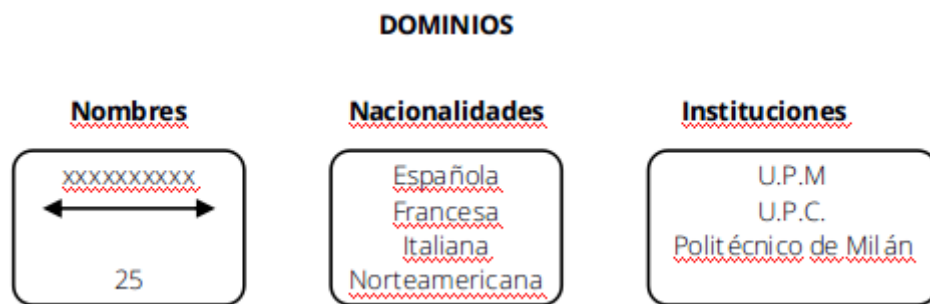 DOMINIOS
Nombres
Nacionalidades
Instituciones
xxxxxxxxxx
25
Española
Francesa
Italiana
Norteamericana
U.P.M
U.P.C.
Politécnico de Milán